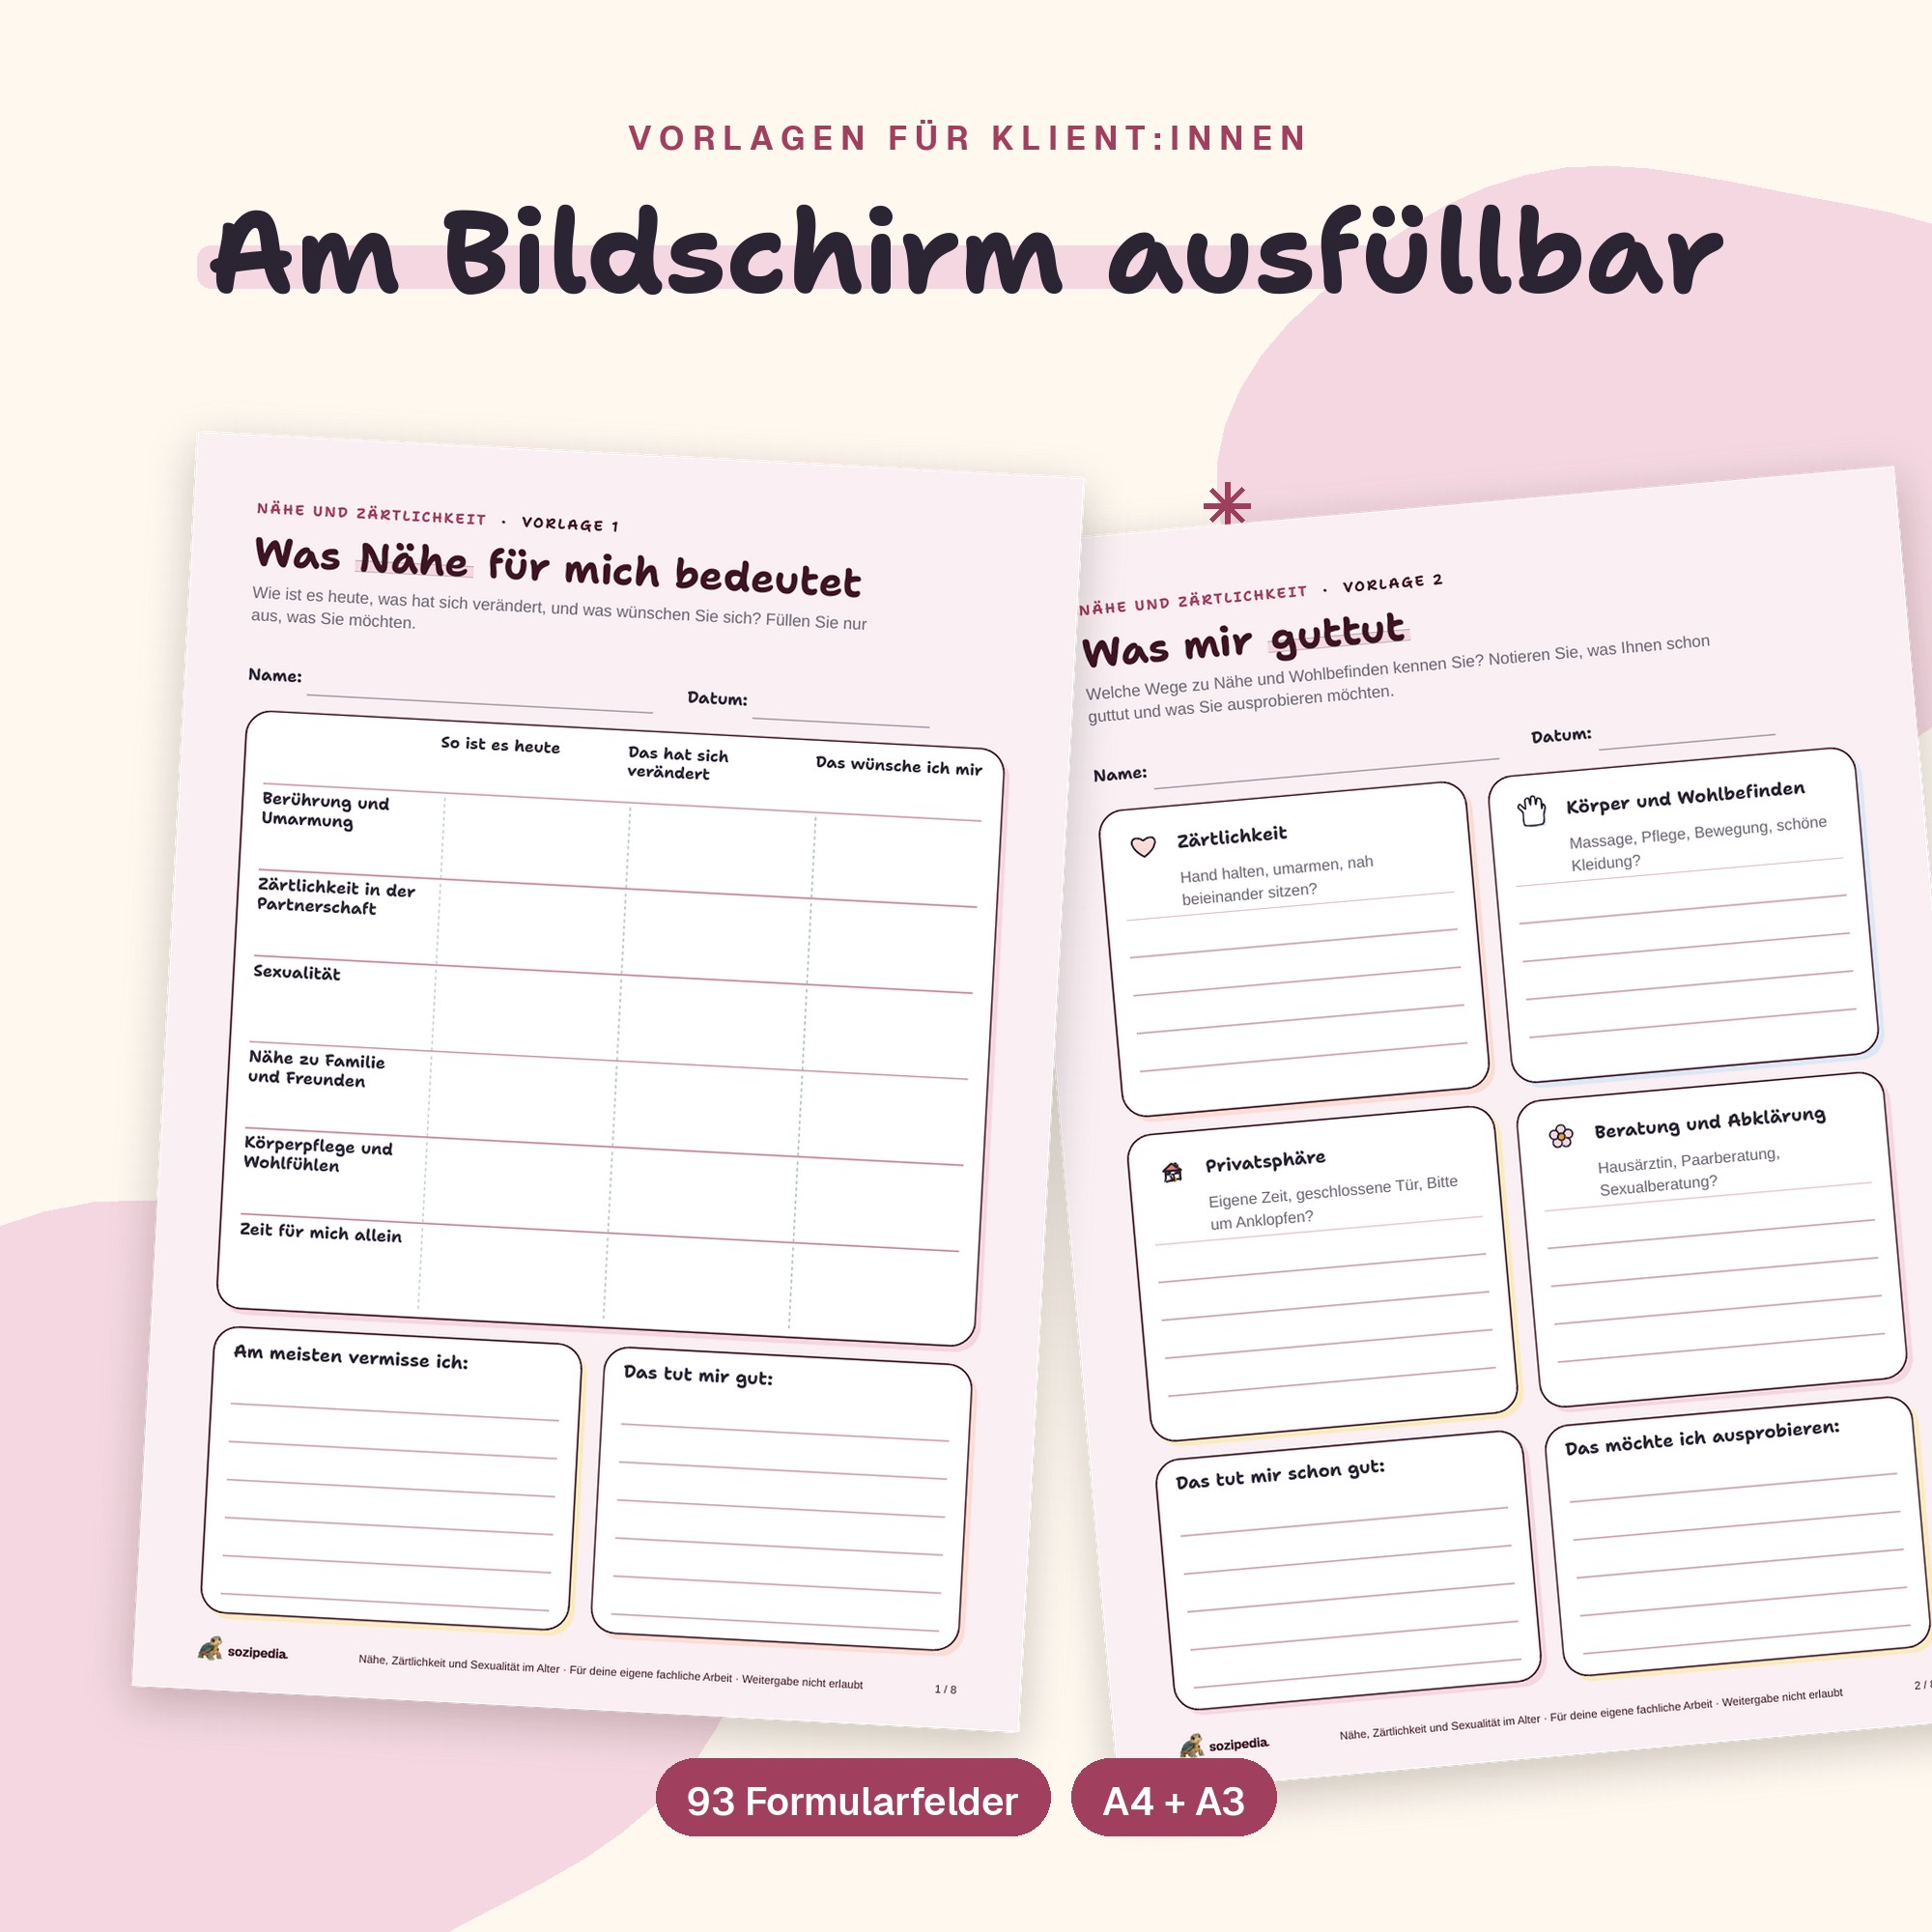 VORLAGEN FÜR KLIENT:INNEN
Am Bildschirm ausfüllbar
NÄHE UND ZÄRTLICHKEIT · VORLAGE 1
Was Nähe für mich bedeutet
Wie ist es heute, was hat sich verändert, und was wünschen Sie sich? Füllen Sie nur
aus, was Sie möchten.
Name:
Datum:
So ist es heute
Das hat sich
verändert
Das wünsche ich mir
Berührung und
Umarmung
Zärtlichkeit in der
Partnerschaft
Sexualität
Nähe zu Familie
und Freunden
Körperpflege und
Wohlfühlen
Zeit für mich allein
Am meisten vermisse ich:
Das tut mir gut:
sozipedia.
Nähe, Zärtlichkeit und Sexualität im Alter · Für deine eigene fachliche Arbeit · Weitergabe nicht erlaubt
1 / 8
NÄHE UND ZÄRTLICHKEIT · VORLAGE 2
Was mir guttut
Welche Wege zu Nähe und Wohlbefinden kennen Sie? Notieren Sie, was Ihnen schon
guttut und was Sie ausprobieren möchten.
Name:
Datum:
Zärtlichkeit
Hand halten, umarmen, nah
beieinander sitzen?
Körper und Wohlbefinden
Massage, Pflege, Bewegung, schöne
Kleidung?
Privatsphäre
Eigene Zeit, geschlossene Tür, Bitte
um Anklopfen?
Beratung und Abklärung
Hausärztin, Paarberatung,
Sexualberatung?
Das tut mir schon gut:
Das möchte ich ausprobieren:
sozipedia.
Nähe, Zärtlichkeit und Sexualität im Alter · Für deine eigene fachliche Arbeit · Weitergabe nicht erlaubt
2 / 8
93 Formularfelder
A4 + A3